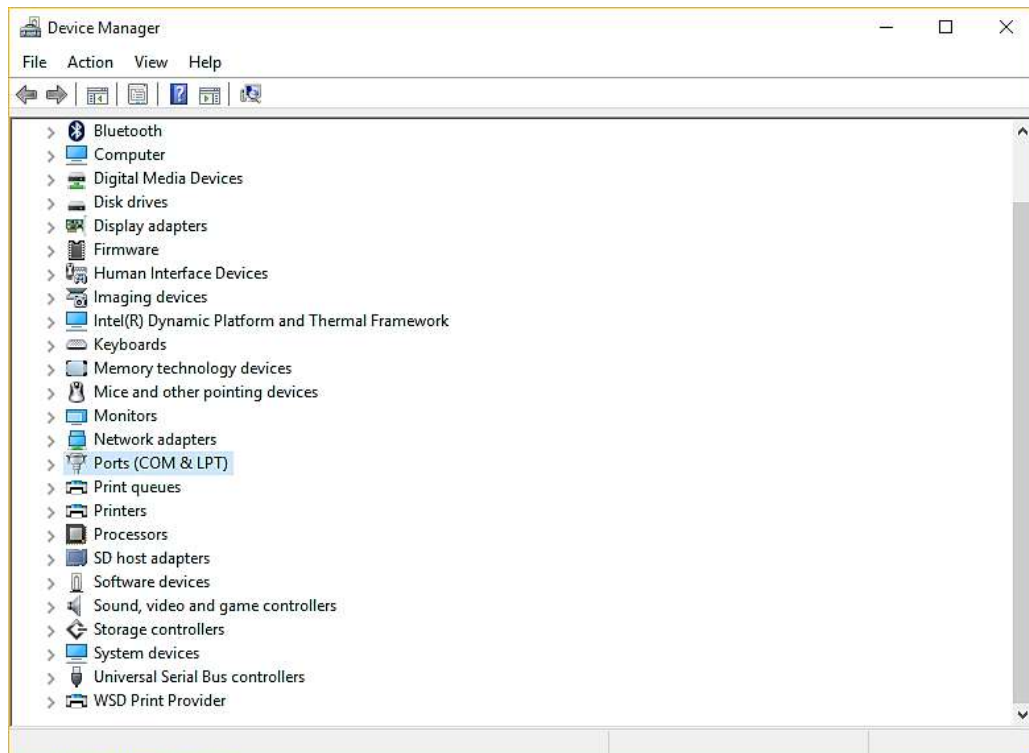 Device Manager
File Action View Help
Bluetooth
Computer
Digital Media Devices
Disk drives
Display adapters
Firmware
Human Interface Devices
Imaging devices
Intel(R) Dynamic Platform and Thermal Framework
Keyboards
Memory technology devices
Mice and other pointing devices
Monitors
Network adapters
Ports (COM & LPT)
Print queues
Printers
Processors
SD host adapters
Software devices
Sound, video and game controllers
Storage controllers
System devices
Universal Serial Bus controllers
WSD Print Provider